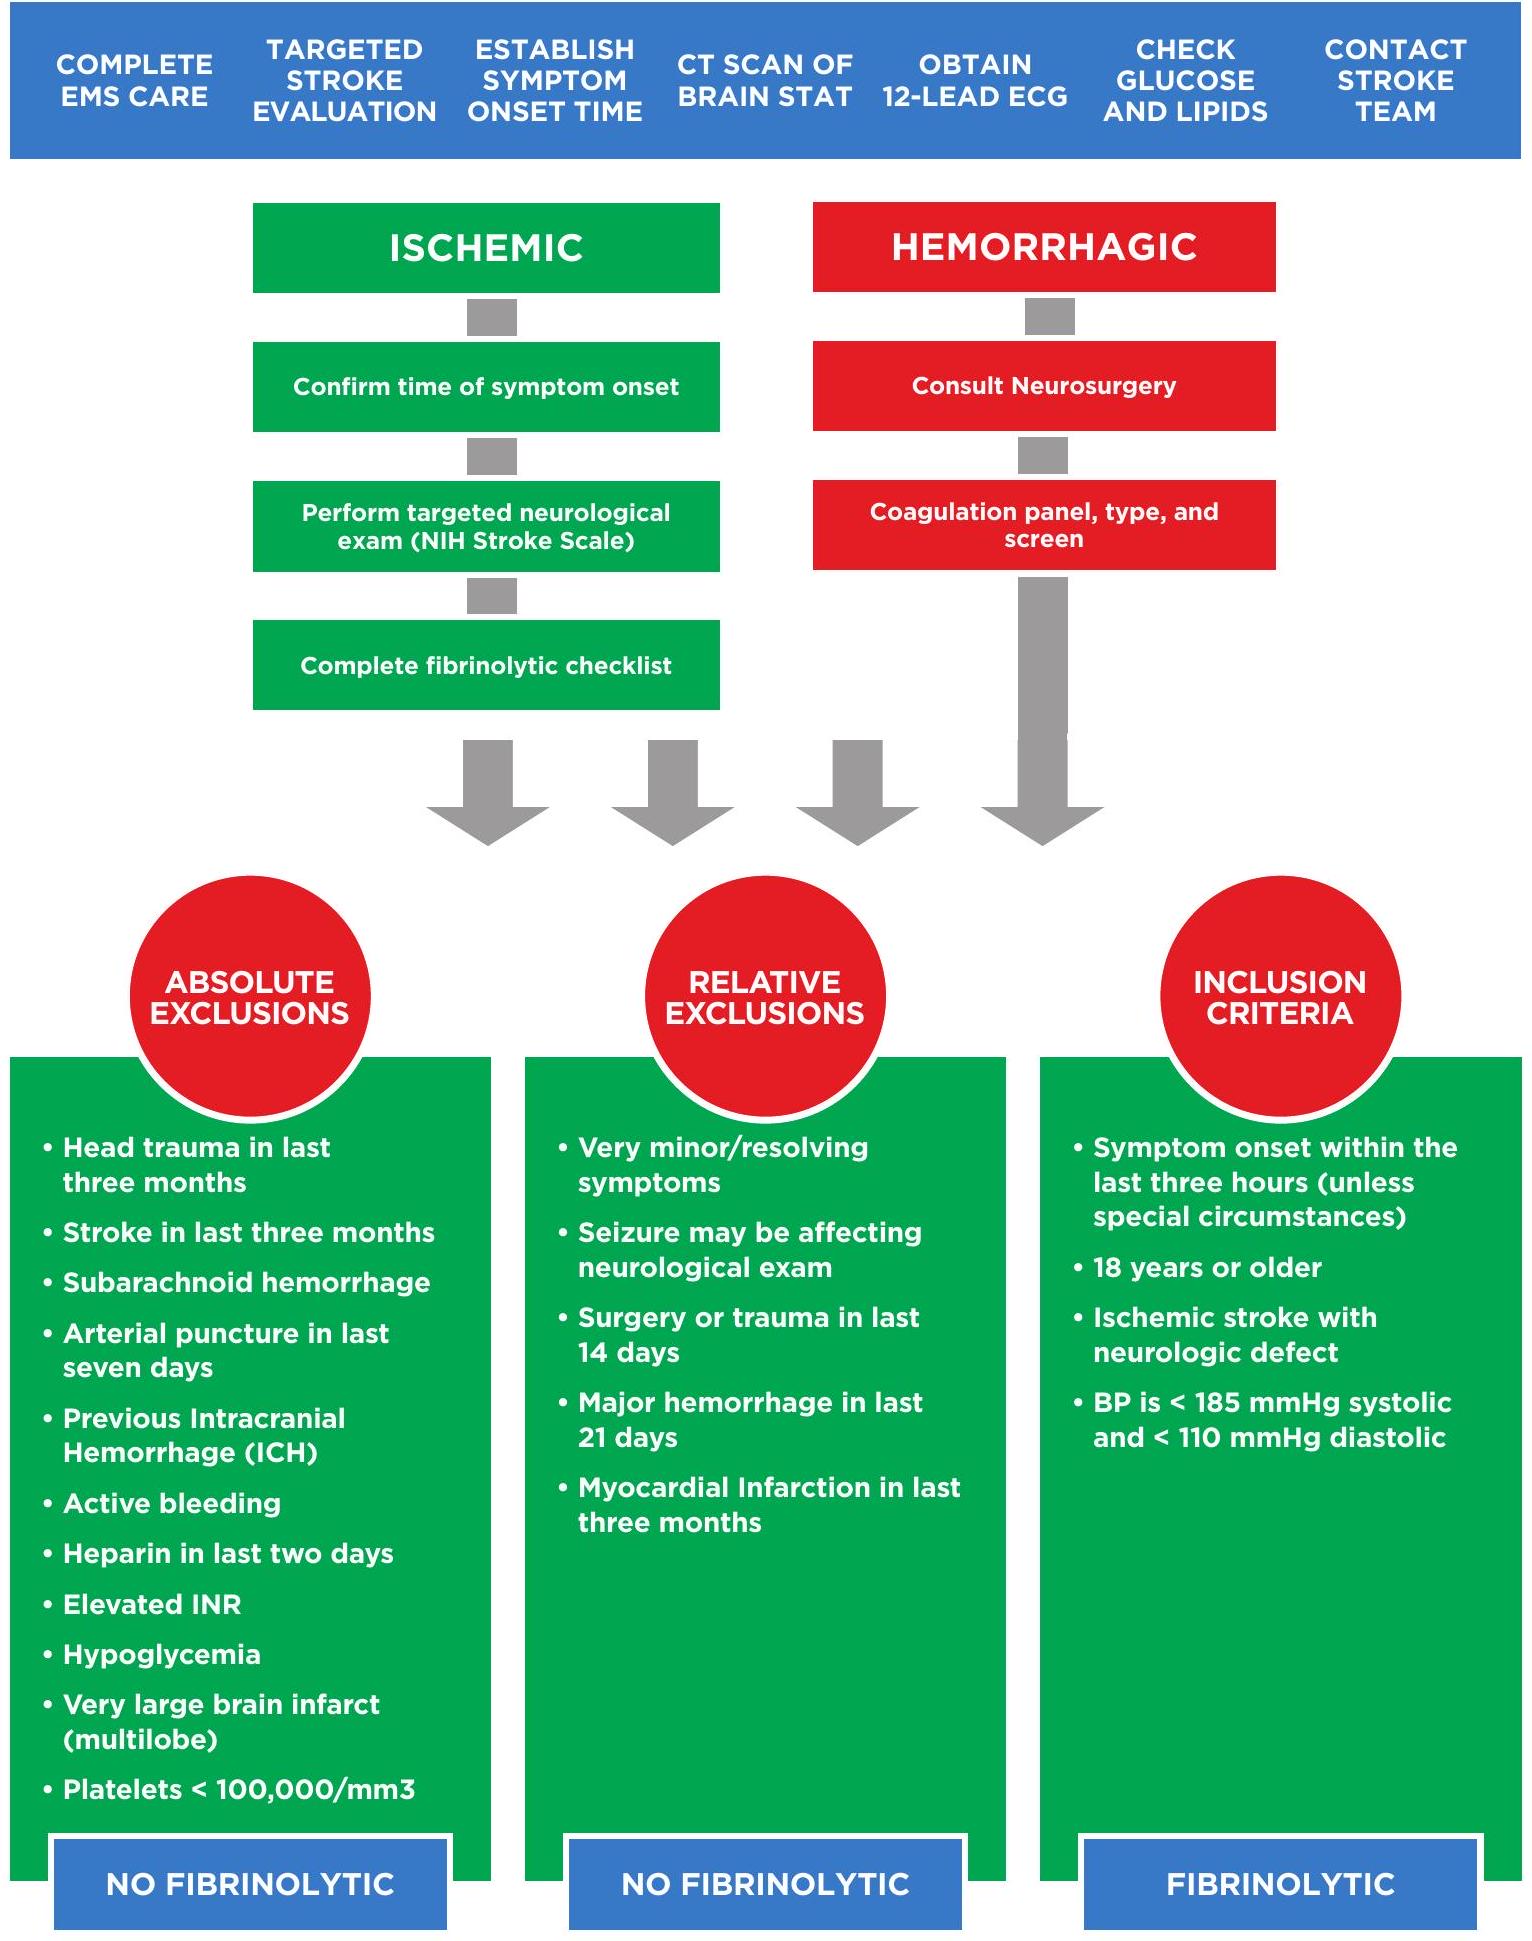 COMPLETE
EMS CARE
TARGETED
STROKE
EVALUATION
ESTABLISH
SYMPTOM
ONSET TIME
CT SCAN OF
BRAIN STAT
OBTAIN
12-LEAD ECG
CHECK
GLUCOSE
AND LIPIDS
CONTACT
STROKE
TEAM
ISCHEMIC
Confirm time of symptom onset
Perform targeted neurological
exam (NIH Stroke Scale)
Complete fibrinolytic checklist
HEMORRHAGIC
Consult Neurosurgery
Coagulation panel, type, and
screen
ABSOLUTE
EXCLUSIONS
• Head trauma in last
three months
• Stroke in last three months
• Subarachnoid hemorrhage
• Arterial puncture in last
seven days
• Previous Intracranial
Hemorrhage (ICH)
• Active bleeding
• Heparin in last two days
• Elevated INR
• Hypoglycemia
• Very large brain infarct
(multilobe)
• Platelets < 100,000/mm3
NO FIBRINOLYTIC
RELATIVE
EXCLUSIONS
• Very minor/resolving
symptoms
• Seizure may be affecting
neurological exam
• Surgery or trauma in last
14 days
• Major hemorrhage in last
21 days
• Myocardial Infarction in last
three months
NO FIBRINOLYTIC
INCLUSION
CRITERIA
• Symptom onset within the
last three hours (unless
special circumstances)
• 18 years or older
• Ischemic stroke with
neurologic defect
• BP is < 185 mmHg systolic
and < 110 mmHg diastolic
FIBRINOLYTIC